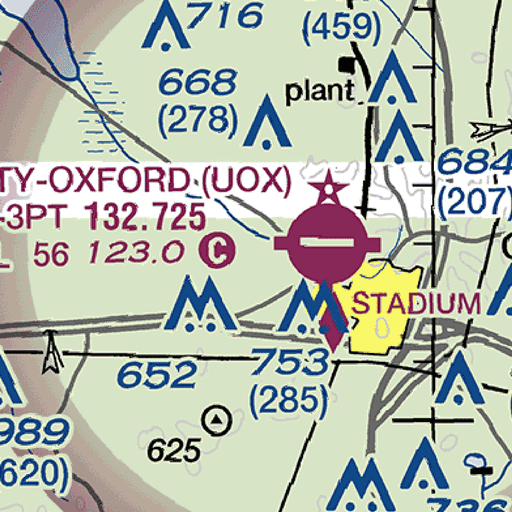 716
(459)
668
(278)
plant
TY-OXFORD (UOX)
684
(207)
-3PT 132.725
L 56 123.0 C
STADIUM
753
(285)
652
989
620)
625
736